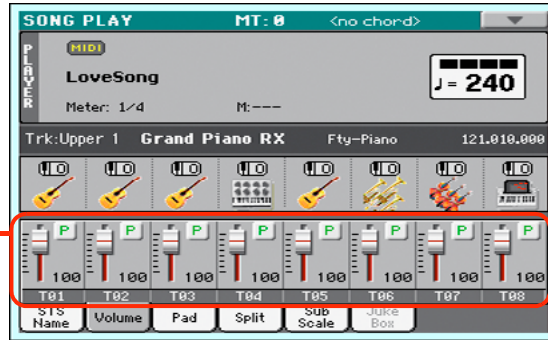 SONG PLAY MT: 0 <no chord>
PLAYER
MIDI
LoveSong
♩= 240
Meter: 1/4 M:---
Trk:Upper 1 Grand Piano RX Fty-Piano 121.010.000
P P P P P P P P
100 100 100 100 100 100 100 100
T01 T02 T03 T04 T05 T06 T07 T08
STS Name Volume Pad Split Sub Scale Juke Box